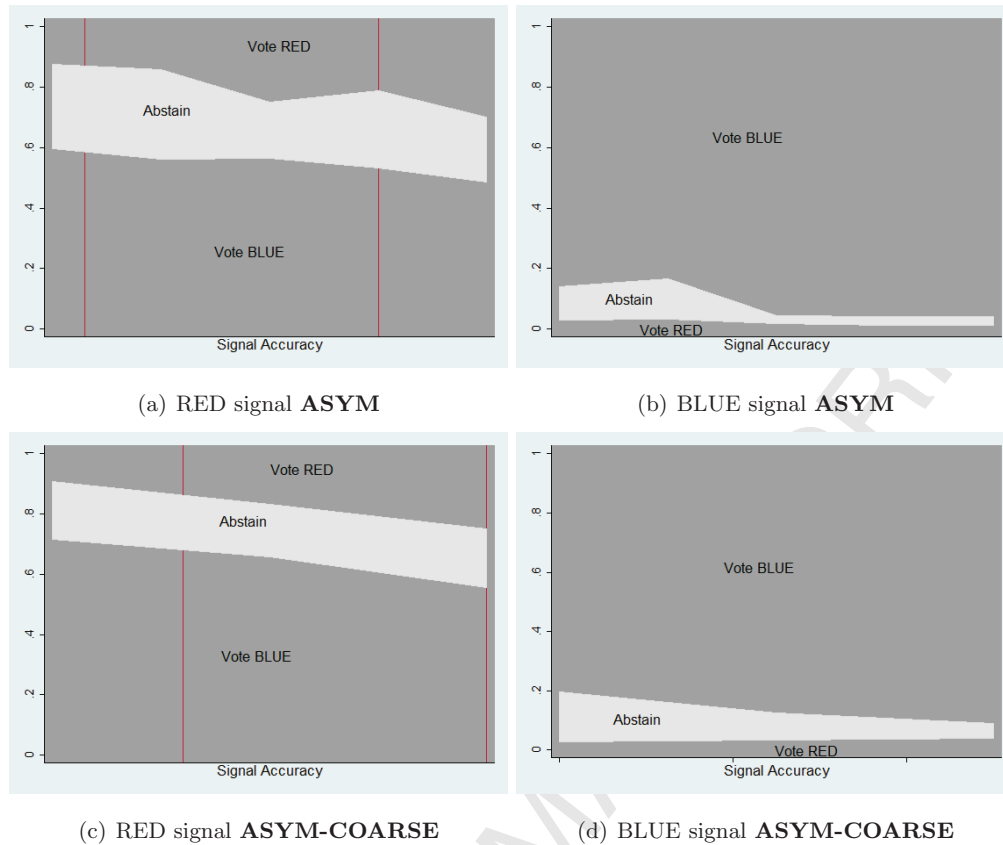 1
.8
.6
.4
.2
0
Vote RED
Abstain
Vote BLUE
Signal Accuracy
(a) RED signal ASYM
1
.8
.6
.4
.2
0
Vote BLUE
Abstain
Vote RED
Signal Accuracy
(b) BLUE signal ASYM
1
.8
.6
.4
.2
0
Vote RED
Abstain
Vote BLUE
Signal Accuracy
(c) RED signal ASYM-COARSE
1
.8
.6
.4
.2
0
Vote BLUE
Abstain
Vote RED
Signal Accuracy
(d) BLUE signal ASYM-COARSE